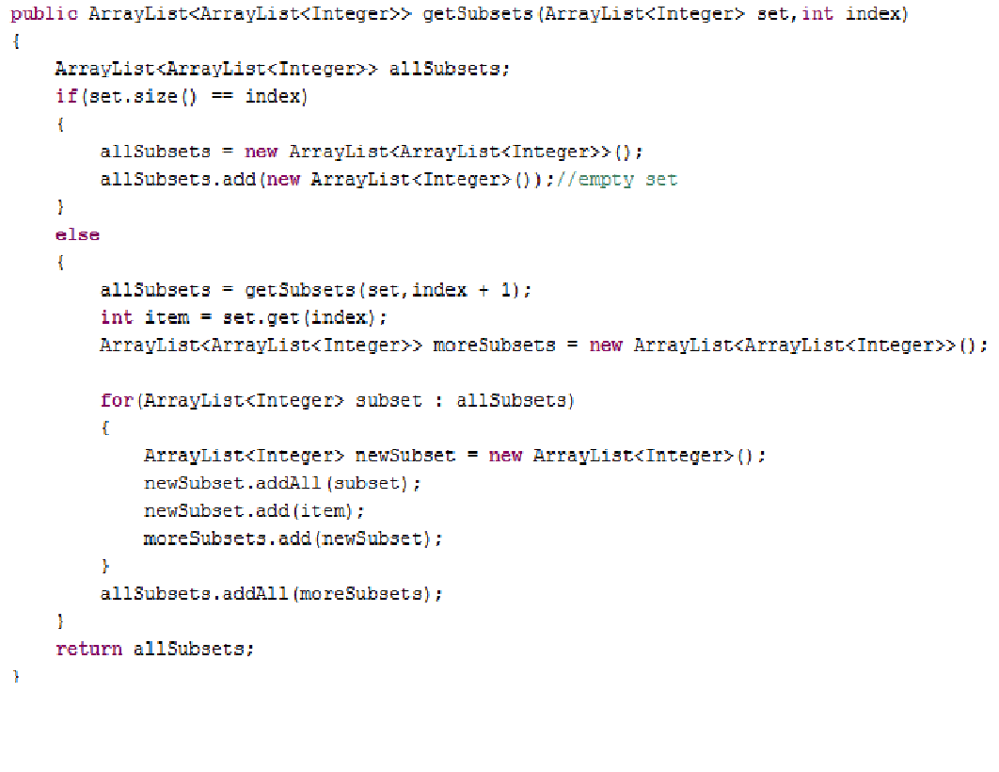 public ArrayList<ArrayList<Integer>> getSubsets(ArrayList<Integer> set,int index)
{
    ArrayList<ArrayList<Integer>> allSubsets;
    if(set.size() == index)
    {
        allSubsets = new ArrayList<ArrayList<Integer>>();
        allSubsets.add(new ArrayList<Integer>());//empty set
    }
    else
    {
        allSubsets = getSubsets(set,index + 1);
        int item = set.get(index);
        ArrayList<ArrayList<Integer>> moreSubsets = new ArrayList<ArrayList<Integer>>();
        for(ArrayList<Integer> subset : allSubsets)
        {
            ArrayList<Integer> newSubset = new ArrayList<Integer>();
            newSubset.addAll(subset);
            newSubset.add(item);
            moreSubsets.add(newSubset);
        }
        allSubsets.addAll(moreSubsets);
    }
    return allSubsets;
}